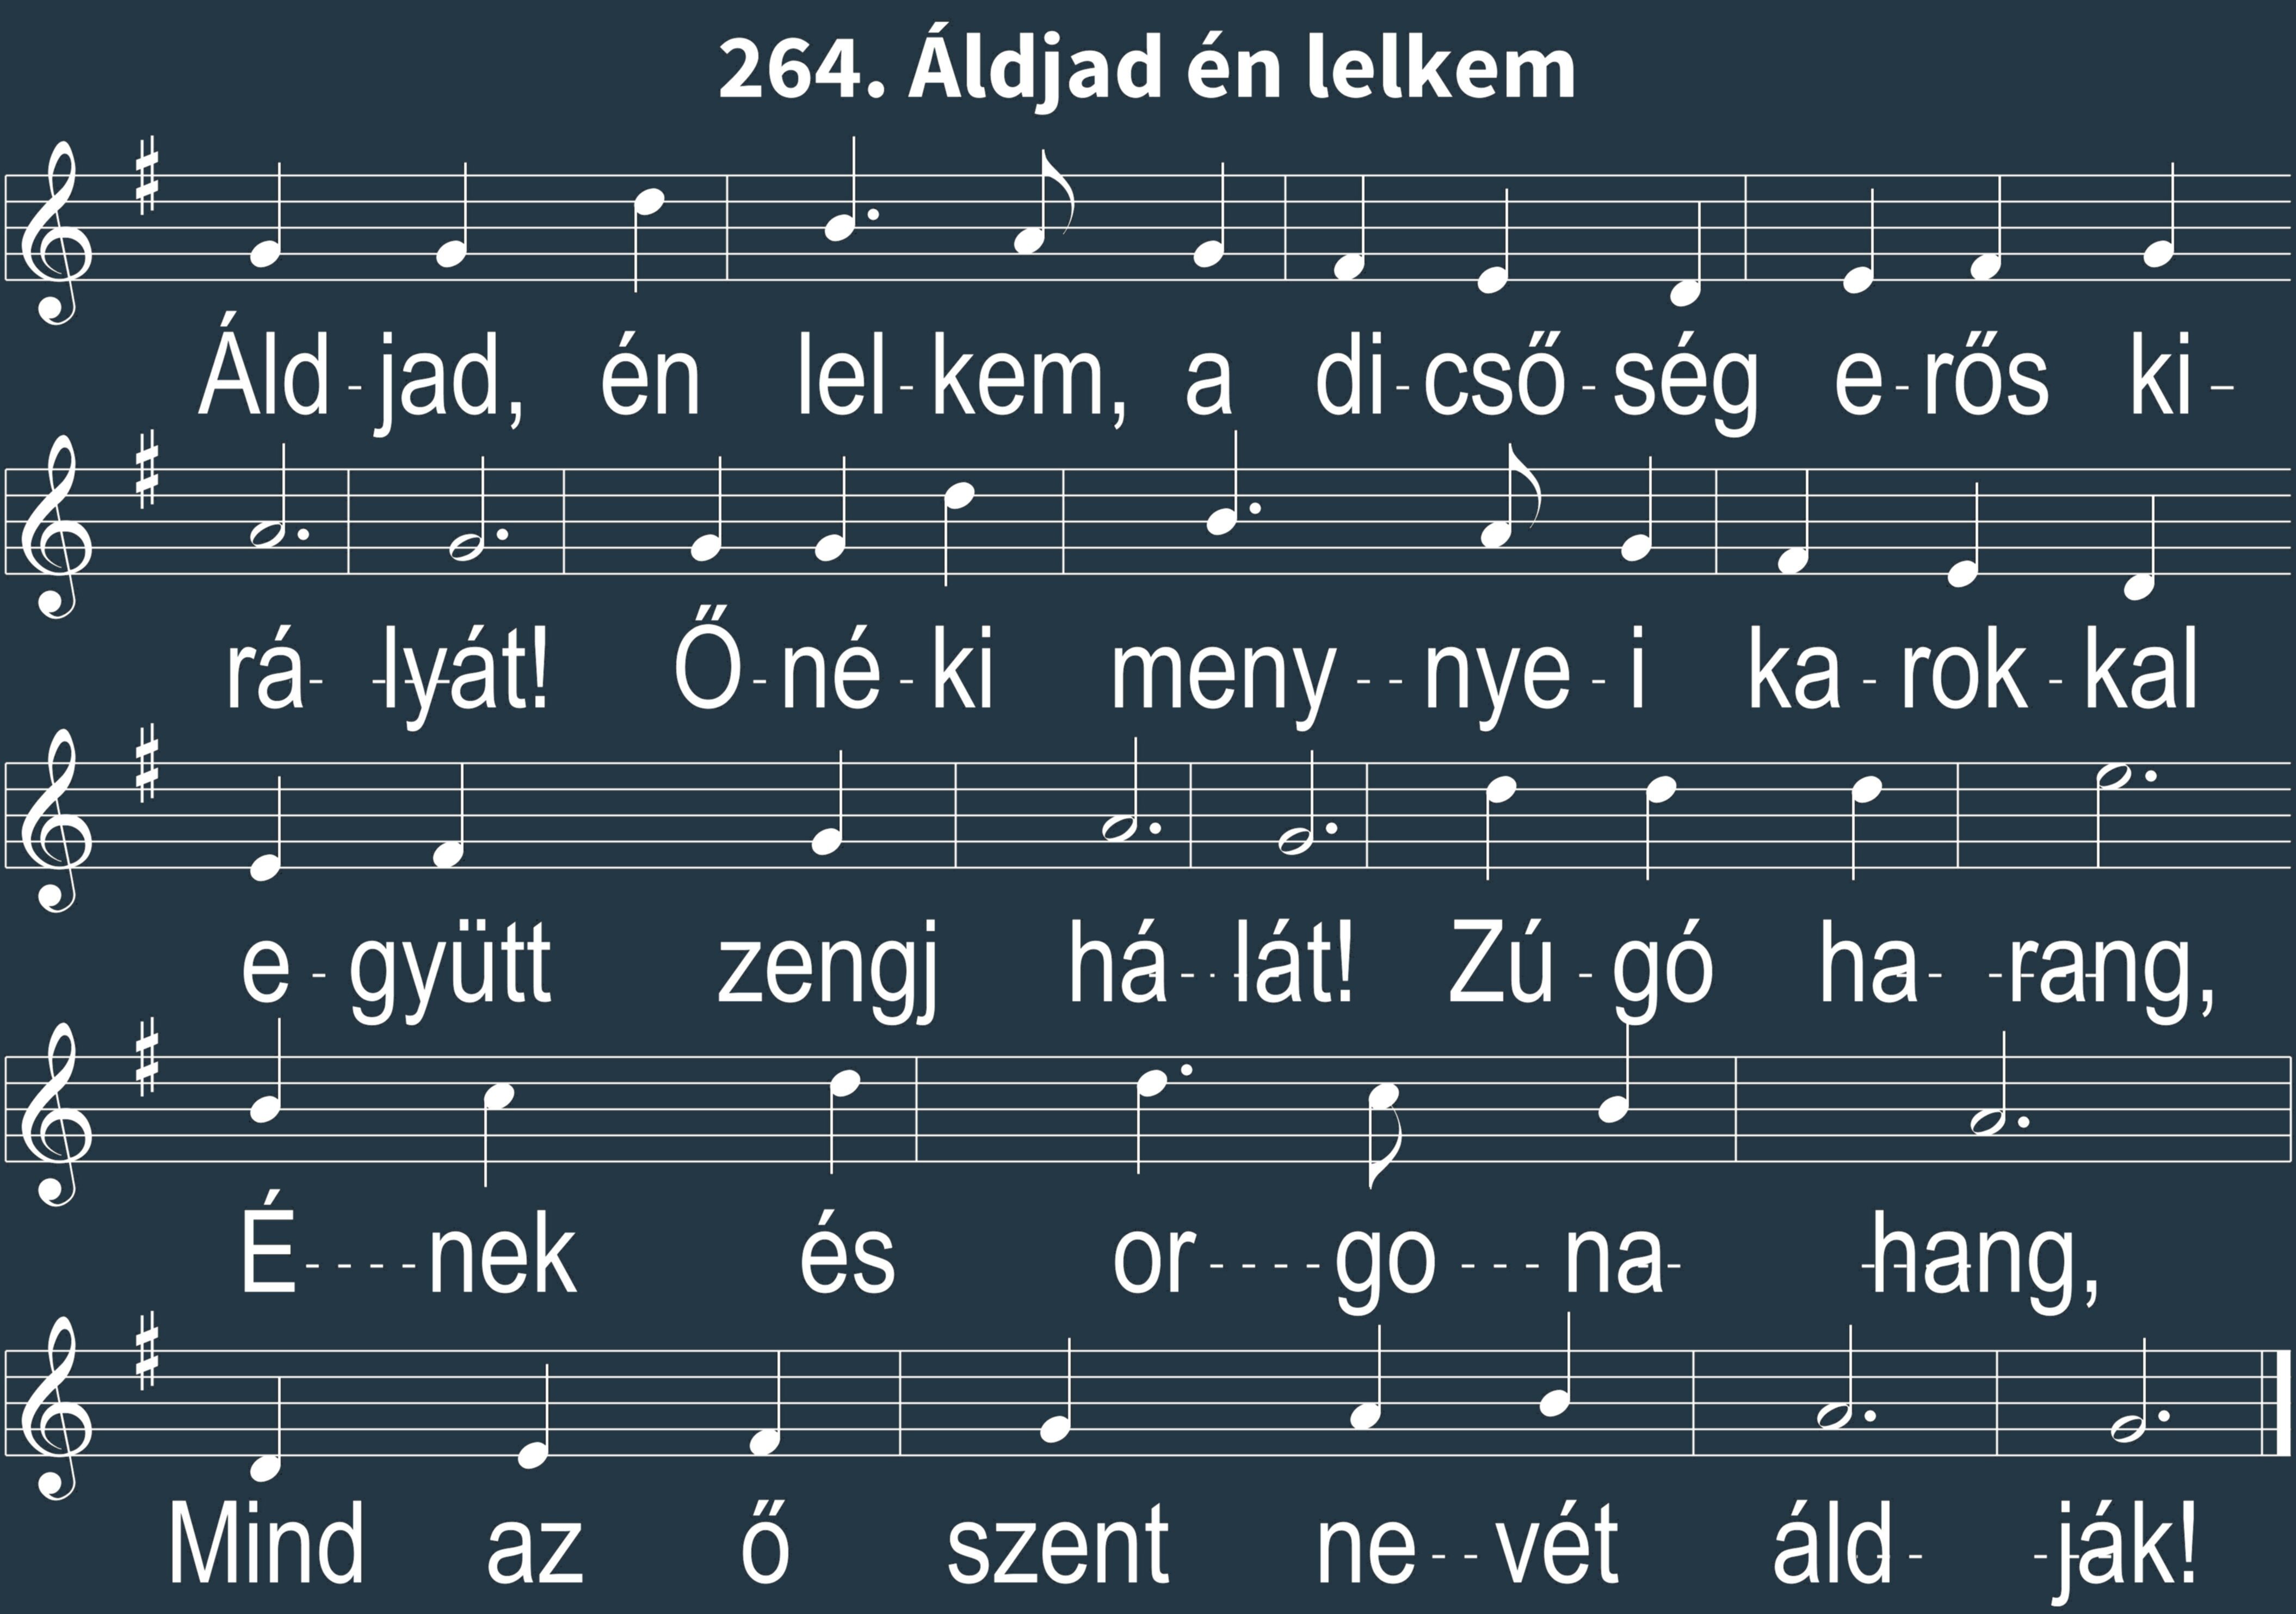 264. Áldjad én lelkem
Áld-jad, én lel-kem, a di-cső-ség e-rős ki-
rá- -lyát! Ő-né-ki meny--nye-i ka-rok-kal
e-gyütt zengj há---lát! Zú-gó ha- -rang,
É----nek és or----go---na- -hang,
Mind az ő szent ne--vét áld- -ják!